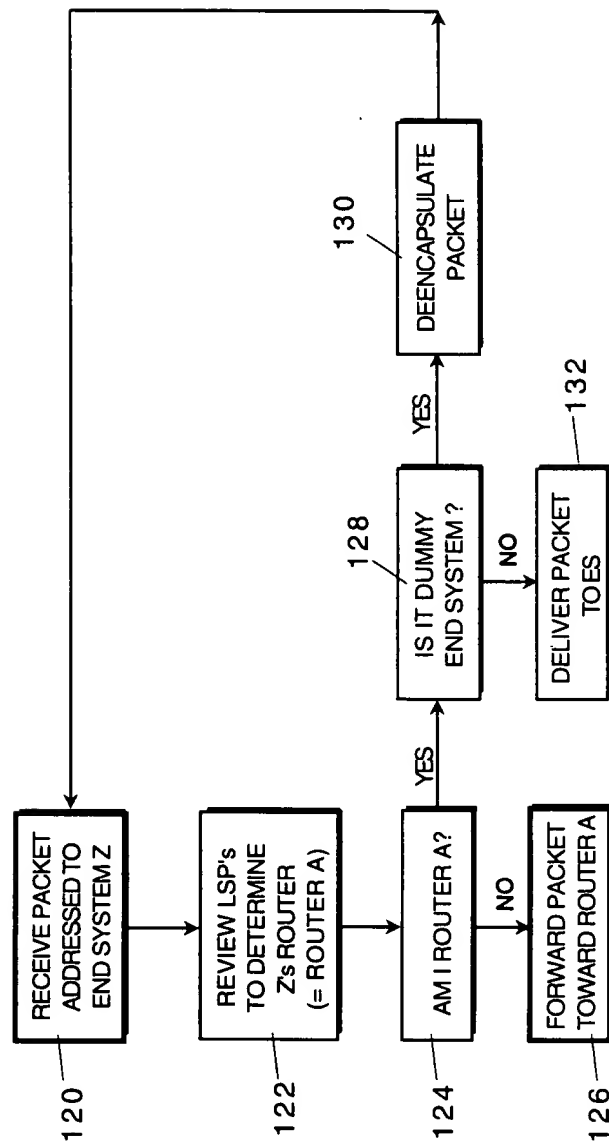 RECEIVE PACKET
ADDRESSED TO
END SYSTEM Z
120
REVIEW LSP's
TO DETERMINE
Z's ROUTER
(= ROUTER A)
122
AM I ROUTER A?
124
YES
NO
FORWARD PACKET
TOWARD ROUTER A
126
IS IT DUMMY
END SYSTEM ?
128
YES
NO
DELIVER PACKET
TO ES
132
DEENCAPSULATE
PACKET
130